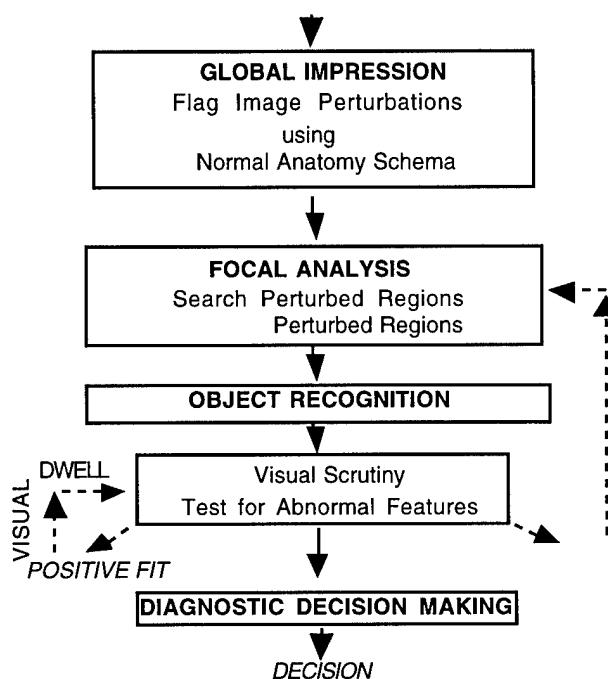 GLOBAL IMPRESSION
Flag Image Perturbations
using
Normal Anatomy Schema
FOCAL ANALYSIS
Search Perturbed Regions
Perturbed Regions
OBJECT RECOGNITION
Visual Scrutiny
Test for Abnormal Features
VISUAL
DWELL
POSITIVE FIT
DIAGNOSTIC DECISION MAKING
DECISION